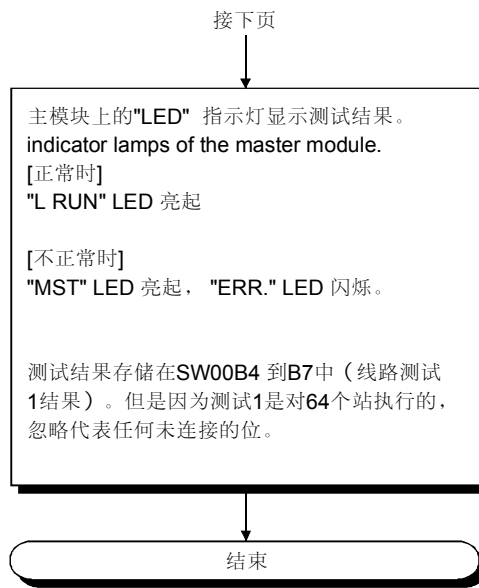 接下页
主模块上的"LED" 指示灯显示测试结果。
indicator lamps of the master module.
[正常时]
"L RUN" LED 亮起
[不正常时]
"MST" LED 亮起， "ERR." LED 闪烁。
测试结果存储在SW00B4 到B7中（线路测试
1结果）。但是因为测试1是对64个站执行的，
忽略代表任何未连接的位。
结束